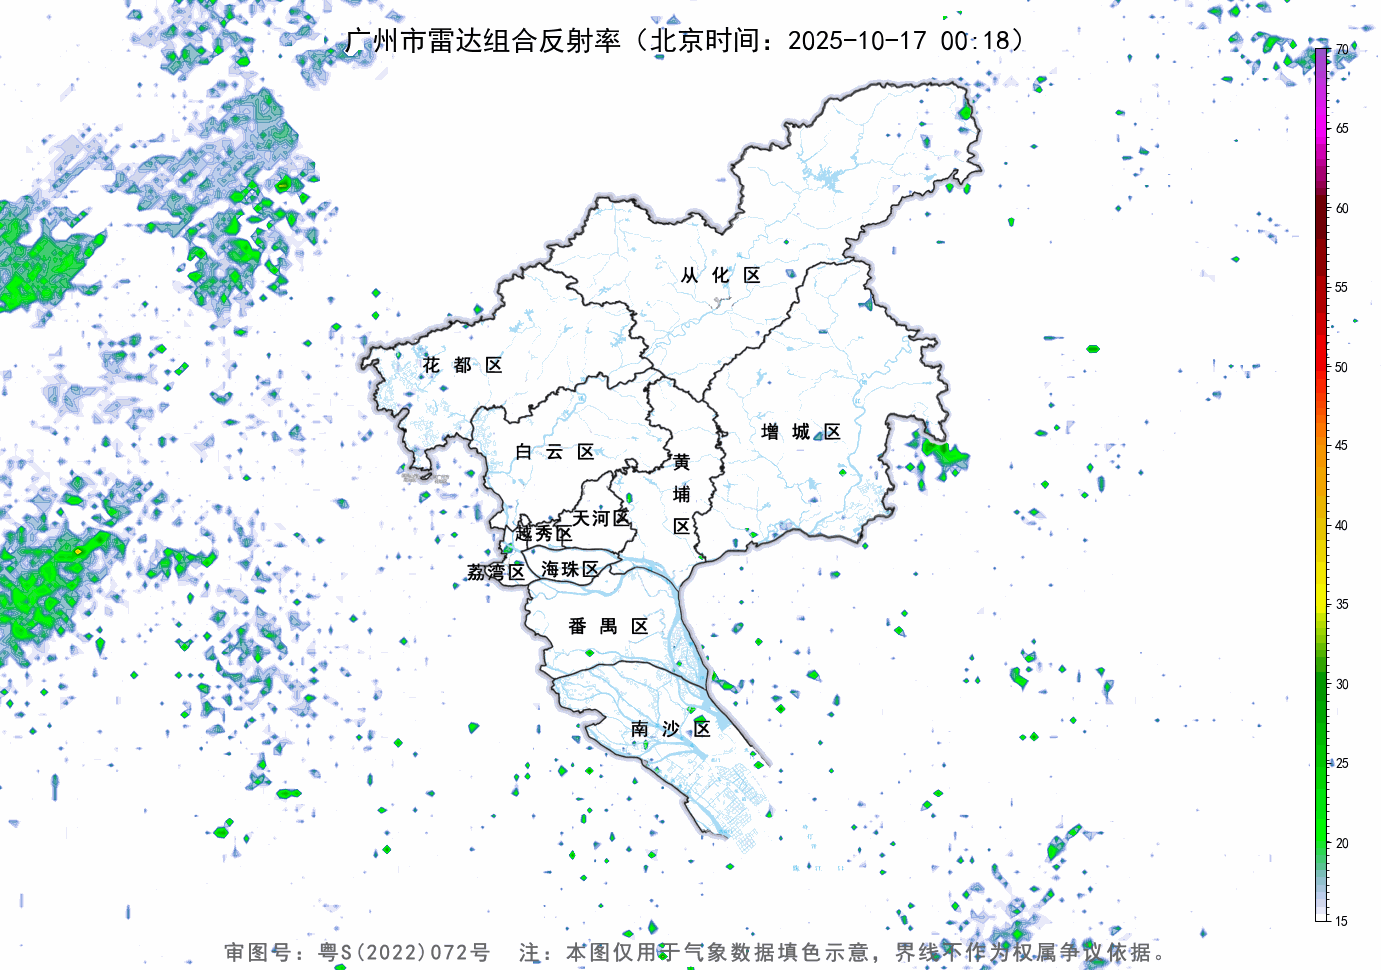 广州市雷达组合反射率（北京时间：2025-10-17 00:18）
70
65
60
55
50
45
40
35
30
25
20
15
从化区
花都区
增城区
白云区
黄埔区
天河区
越秀区
荔湾区
海珠区
番禺区
南沙区
审图号：粤S(2022)072号 注：本图仅用于气象数据填色示意，界线不作为权属争议依据。